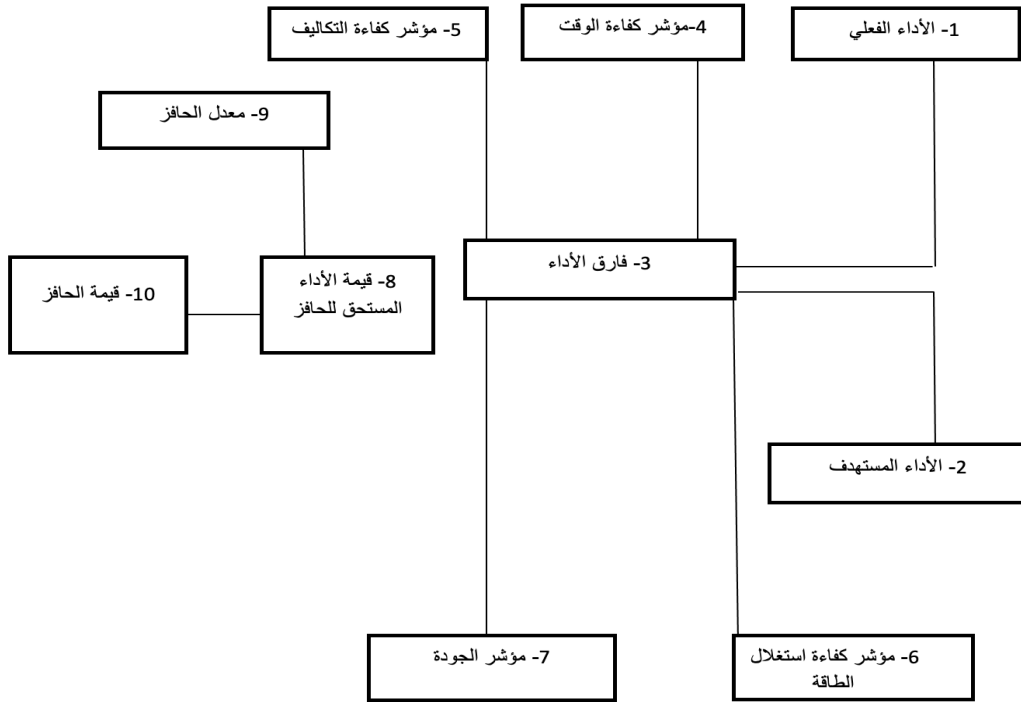 1- الأداء الفعلي
4-مؤشر كفاءة الوقت
5- مؤشر كفاءة التكاليف
9- معدل الحافز
3- فارق الأداء
8- قيمة الأداء
المستحق للحافز
10- قيمة الحافز
2- الأداء المستهدف
6- مؤشر كفاءة استغلال
الطاقة
7- مؤشر الجودة